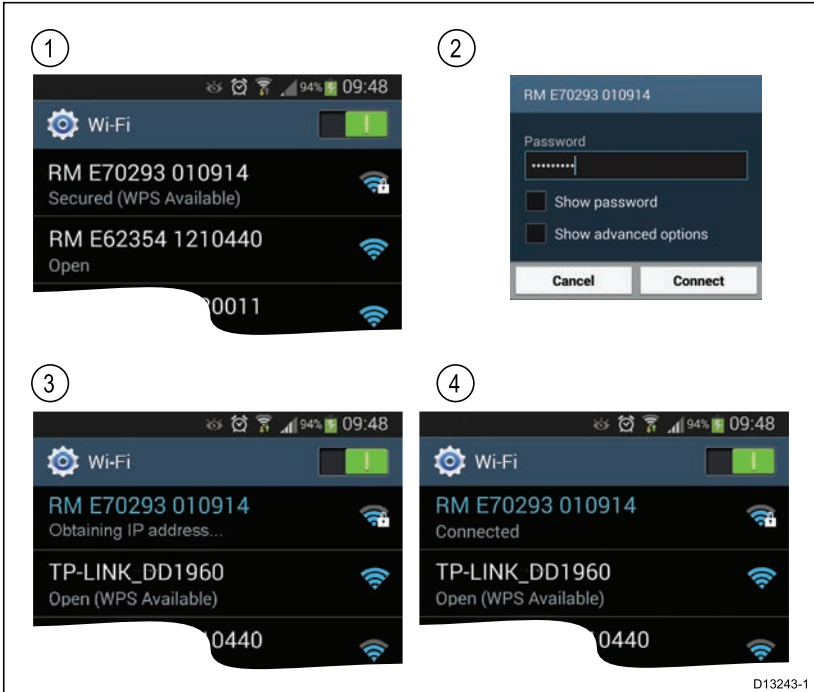 1
09:48
94%
Wi-Fi
RM E70293 010914
Secured (WPS Available)
RM E62354 1210440
Open
0011
2
RM E70293 010914
Password
•••••••••
Show password
Show advanced options
Cancel Connect
3
94% 09:48
Wi-Fi
RM E70293 010914
Obtaining IP address...
TP-LINK_DD1960
Open (WPS Available)
0440
4
94% 09:48
Wi-Fi
RM E70293 010914
Connected
TP-LINK_DD1960
Open (WPS Available)
0440
D13243-1